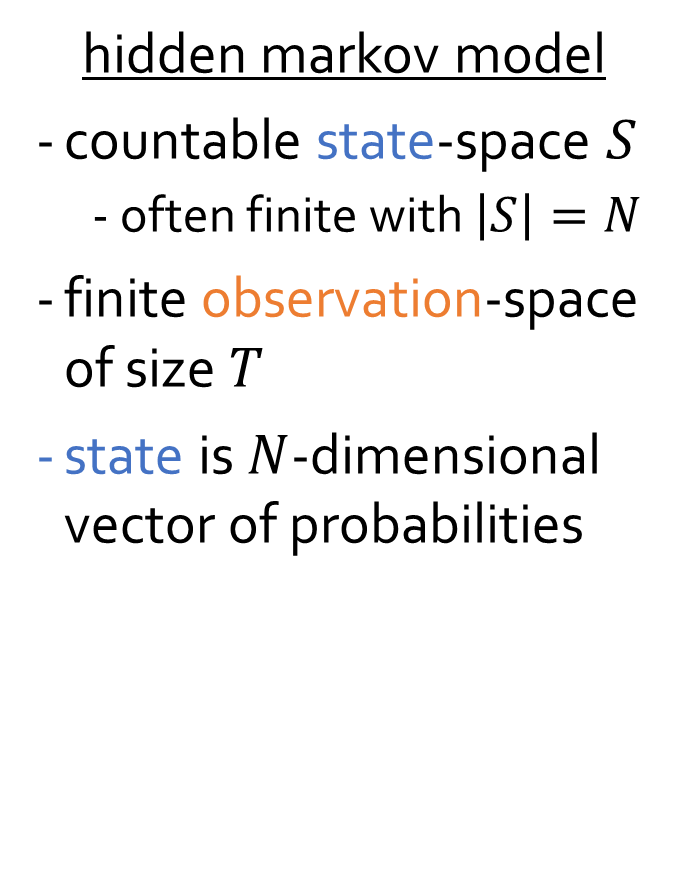 hidden markov model
- countable state-space S
- often finite with |S| = N
- finite observation-space
of size T
- state is N-dimensional
vector of probabilities